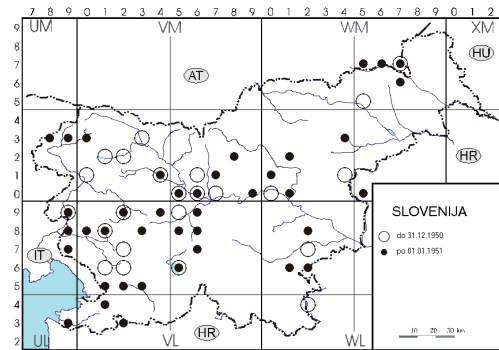 7 8 9 0 1 2 3 4 5 6 7 8 9 0 1 2 3 4 5 6 7 8 9 0 1 2
9 UM VM WM XM
8 HU
7 AT
6
5
4
3 HR
2
1
0
9 SLOVENIJA
8 do 31.12.1950
7 IT po 01.01.1951
6
5
4
3 HR 10 20 30 km
2 UL VL WL